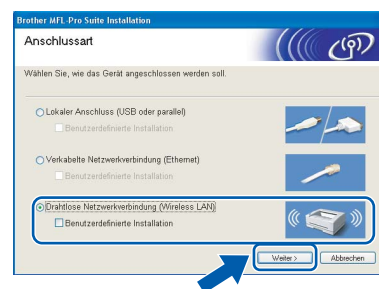 Brother MFL-Pro Suite Installation
Anschlussart
Wählen Sie, wie das Gerät angeschlossen werden soll.
Lokaler Anschluss (USB oder parallel)
Benutzerdefinierte Installation
Verkabelte Netzwerkverbindung (Ethernet)
Benutzerdefinierte Installation
Drahtlose Netzwerkverbindung (Wireless LAN)
Benutzerdefinierte Installation
Weiter > Abbrechen